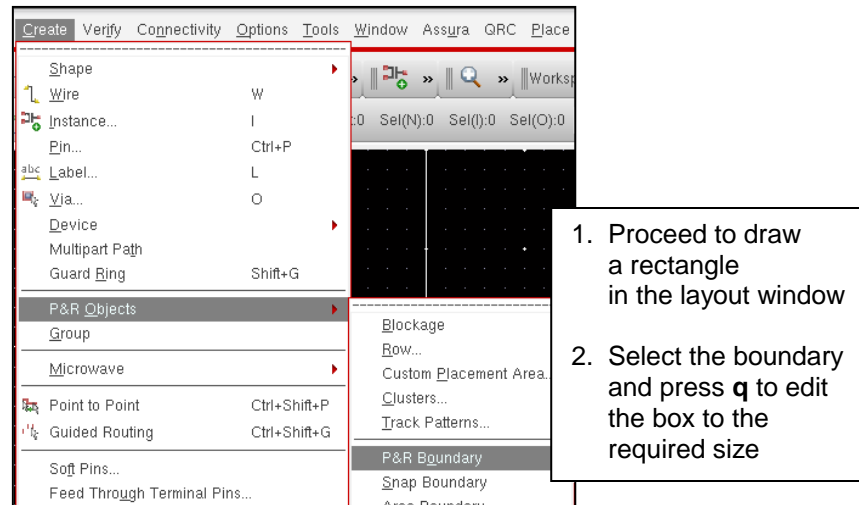 Create Verify Connectivity Options Tools Window Assura QRC Place
Shape
Wire W
Instance... I
Pin... Ctrl+P
abc Label... L
Via... O
Device
Multipart Path
Guard Ring Shift+G
P&R Objects
Group
Microwave
Point to Point Ctrl+Shift+P
Guided Routing Ctrl+Shift+G
Soft Pins...
Feed Through Terminal Pins...
» » Worksp
:0 Sel(N):0 Sel(I):0 Sel(O):0
Blockage
Row...
Custom Placement Area..
Clusters...
Track Patterns...
P&R Boundary
Snap Boundary
Area Boundary
1. Proceed to draw
a rectangle
in the layout window
2. Select the boundary
and press q to edit
the box to the
required size